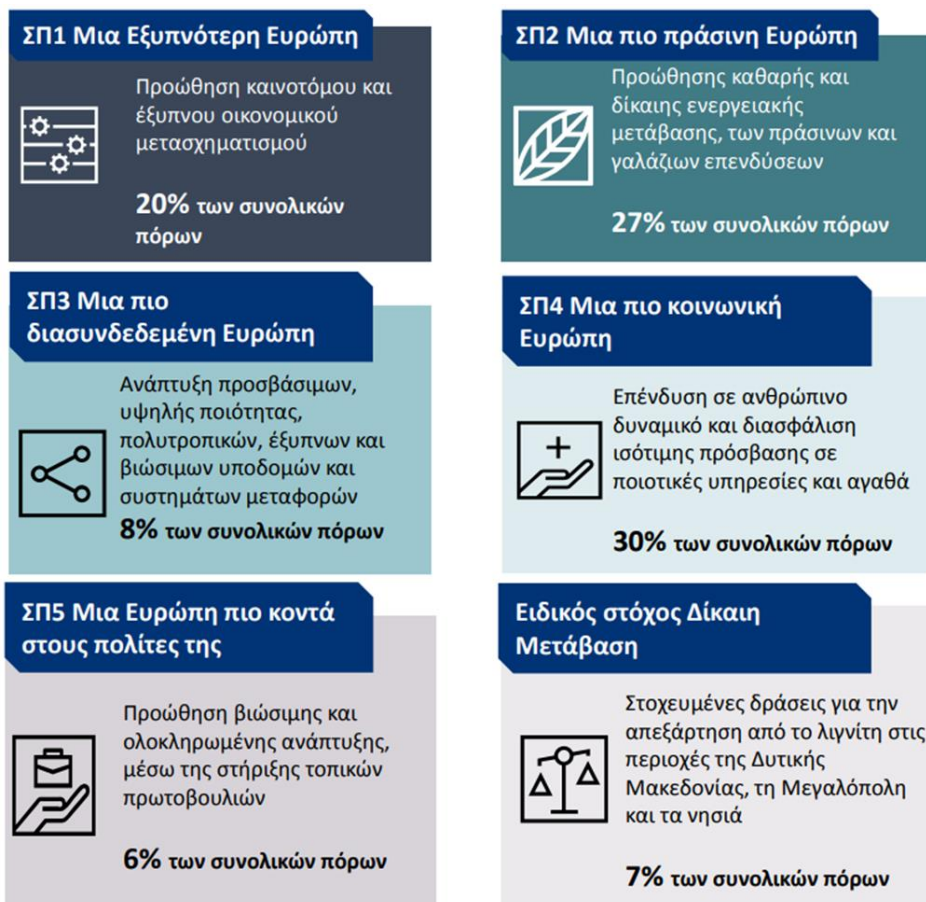 ΣΠ1 Μια Εξυπνότερη Ευρώπη
Προώθηση καινοτόμου και
έξυπνου οικονομικού
μετασχηματισμού
20% των συνολικών
πόρων
ΣΠ2 Μια πιο πράσινη Ευρώπη
Προώθησης καθαρής και
δίκαιης ενεργειακής
μετάβασης, των πράσινων και
γαλάζιων επενδύσεων
27% των συνολικών πόρων
ΣΠ3 Μια πιο
διασυνδεδεμένη Ευρώπη
Ανάπτυξη προσβάσιμων,
υψηλής ποιότητας,
πολυτροπικών, έξυπνων και
βιώσιμων υποδομών και
συστημάτων μεταφορών
8% των συνολικών πόρων
ΣΠ4 Μια πιο κοινωνική
Ευρώπη
Επένδυση σε ανθρώπινο
δυναμικό και διασφάλιση
ισότιμης πρόσβασης σε
ποιοτικές υπηρεσίες και αγαθά
30% των συνολικών πόρων
ΣΠ5 Μια Ευρώπη πιο κοντά
στους πολίτες της
Προώθηση βιώσιμης και
ολοκληρωμένης ανάπτυξης,
μέσω της στήριξης τοπικών
πρωτοβουλιών
6% των συνολικών πόρων
Ειδικός στόχος Δίκαιη
Μετάβαση
Στοχευμένες δράσεις για την
απεξάρτηση από το λιγνίτη στις
περιοχές της Δυτικής
Μακεδονίας, τη Μεγαλόπολη
και τα νησιά
7% των συνολικών πόρων